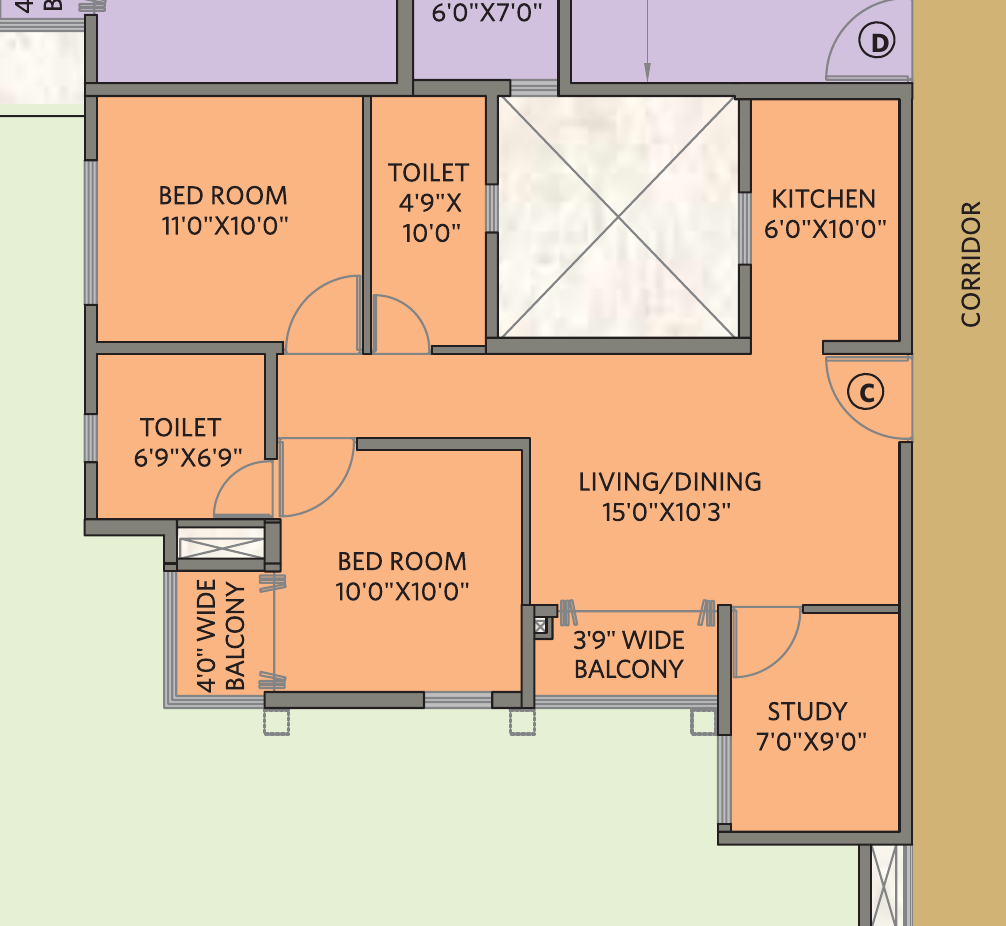 4
B
6'0"X7'0"
D
BED ROOM
11'0"X10'0"
TOILET
4'9"X
10'0"
KITCHEN
6'0"X10'0"
CORRIDOR
C
TOILET
6'9"X6'9"
LIVING/DINING
15'0"X10'3"
BED ROOM
10'0"X10'0"
4'0" WIDE
BALCONY
3'9" WIDE
BALCONY
STUDY
7'0"X9'0"